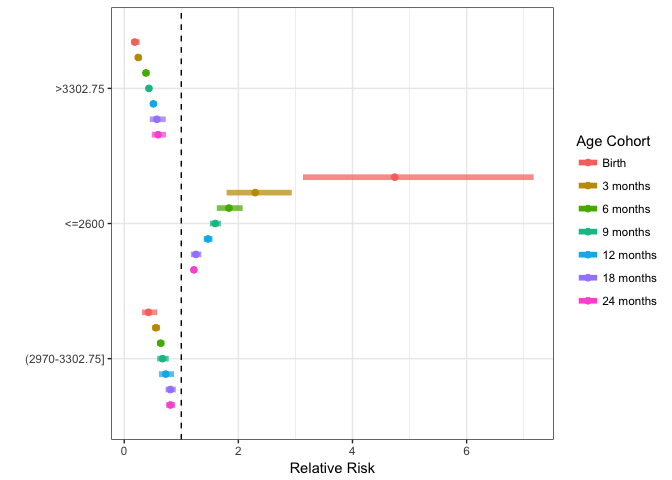 >3302.75
<=2600
(2970-3302.75]
0 2 4 6
Relative Risk
Age Cohort
Birth
3 months
6 months
9 months
12 months
18 months
24 months